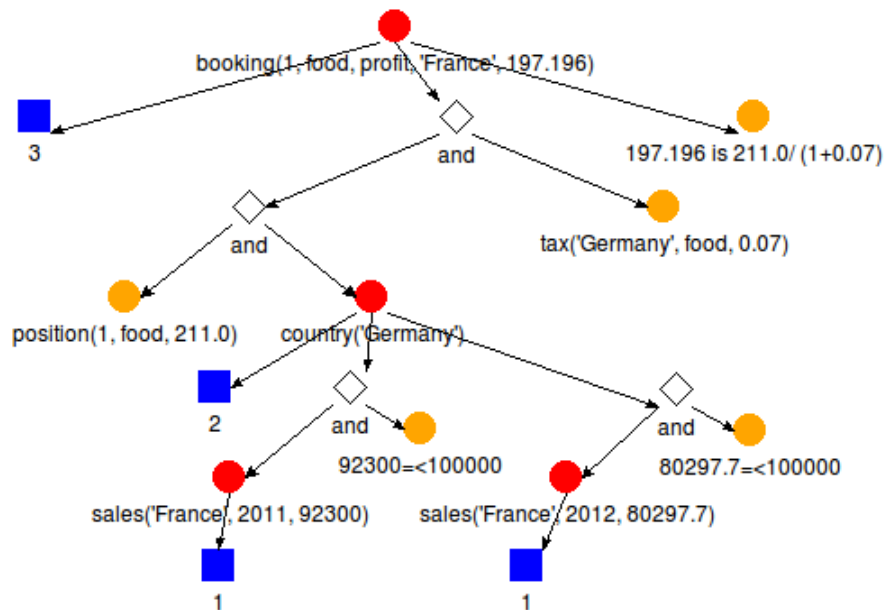 booking(1, food, profit, 'France', 197.196)
3
and
197.196 is 211.0/ (1+0.07)
and
tax('Germany', food, 0.07)
position(1, food, 211.0)
country('Germany')
2
and
92300=<100000
and
80297.7=<100000
sales('France', 2011, 92300)
sales('France', 2012, 80297.7)
1
1